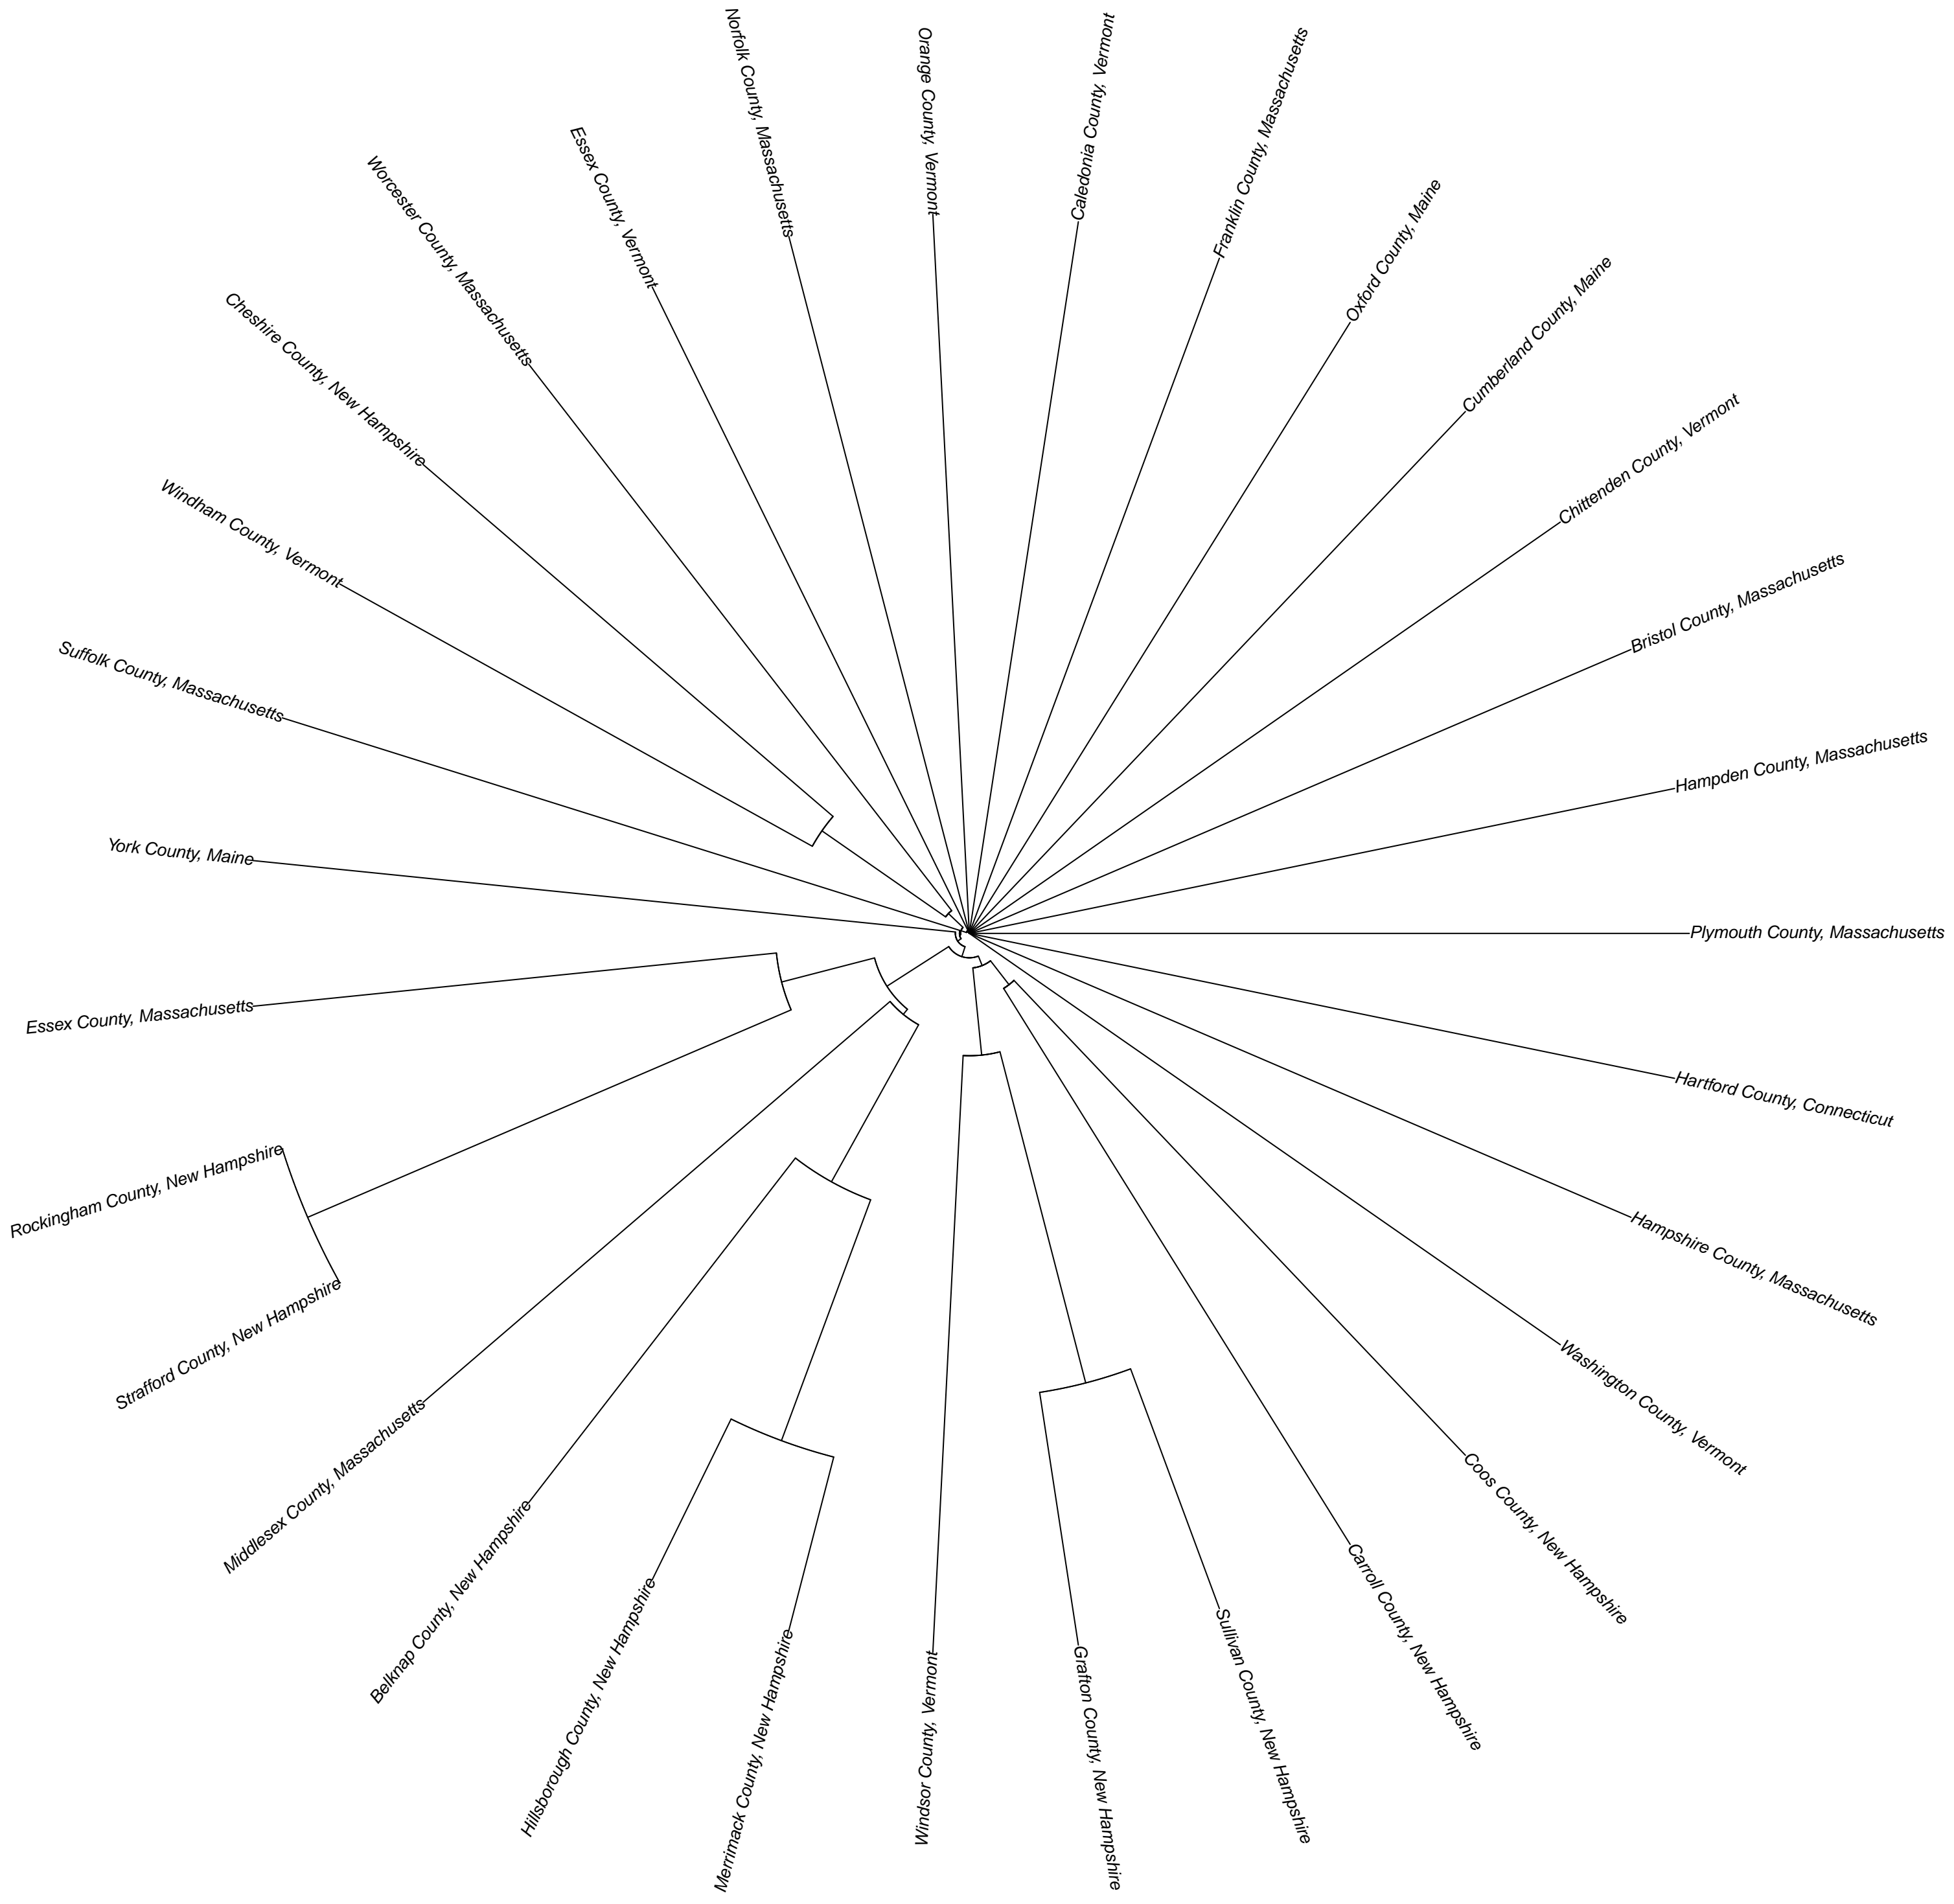 Norfolk County, Massachusetts
Orange County, Vermont
Caledonia County, Vermont
Franklin County, Massachusetts
Oxford County, Maine
Cumberland County, Maine
Chittenden County, Vermont
Bristol County, Massachusetts
Hampden County, Massachusetts
Plymouth County, Massachusetts
Hartford County, Connecticut
Hampshire County, Massachusetts
Washington County, Vermont
Coos County, New Hampshire
Carroll County, New Hampshire
Sullivan County, New Hampshire
Grafton County, New Hampshire
Windsor County, Vermont
Merrimack County, New Hampshire
Hillsborough County, New Hampshire
Belknap County, New Hampshire
Middlesex County, Massachusetts
Strafford County, New Hampshire
Rockingham County, New Hampshire
Essex County, Massachusetts
York County, Maine
Suffolk County, Massachusetts
Windham County, Vermont
Cheshire County, New Hampshire
Worcester County, Massachusetts
Essex County, Vermont